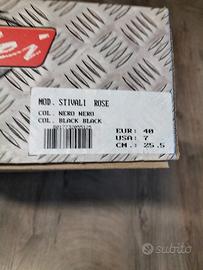 MOD. STIVALI ROSE
COL. NERO NERO
COL. BLACK BLACK
EUR: 40
USA: 7
CM.: 25.5
subito